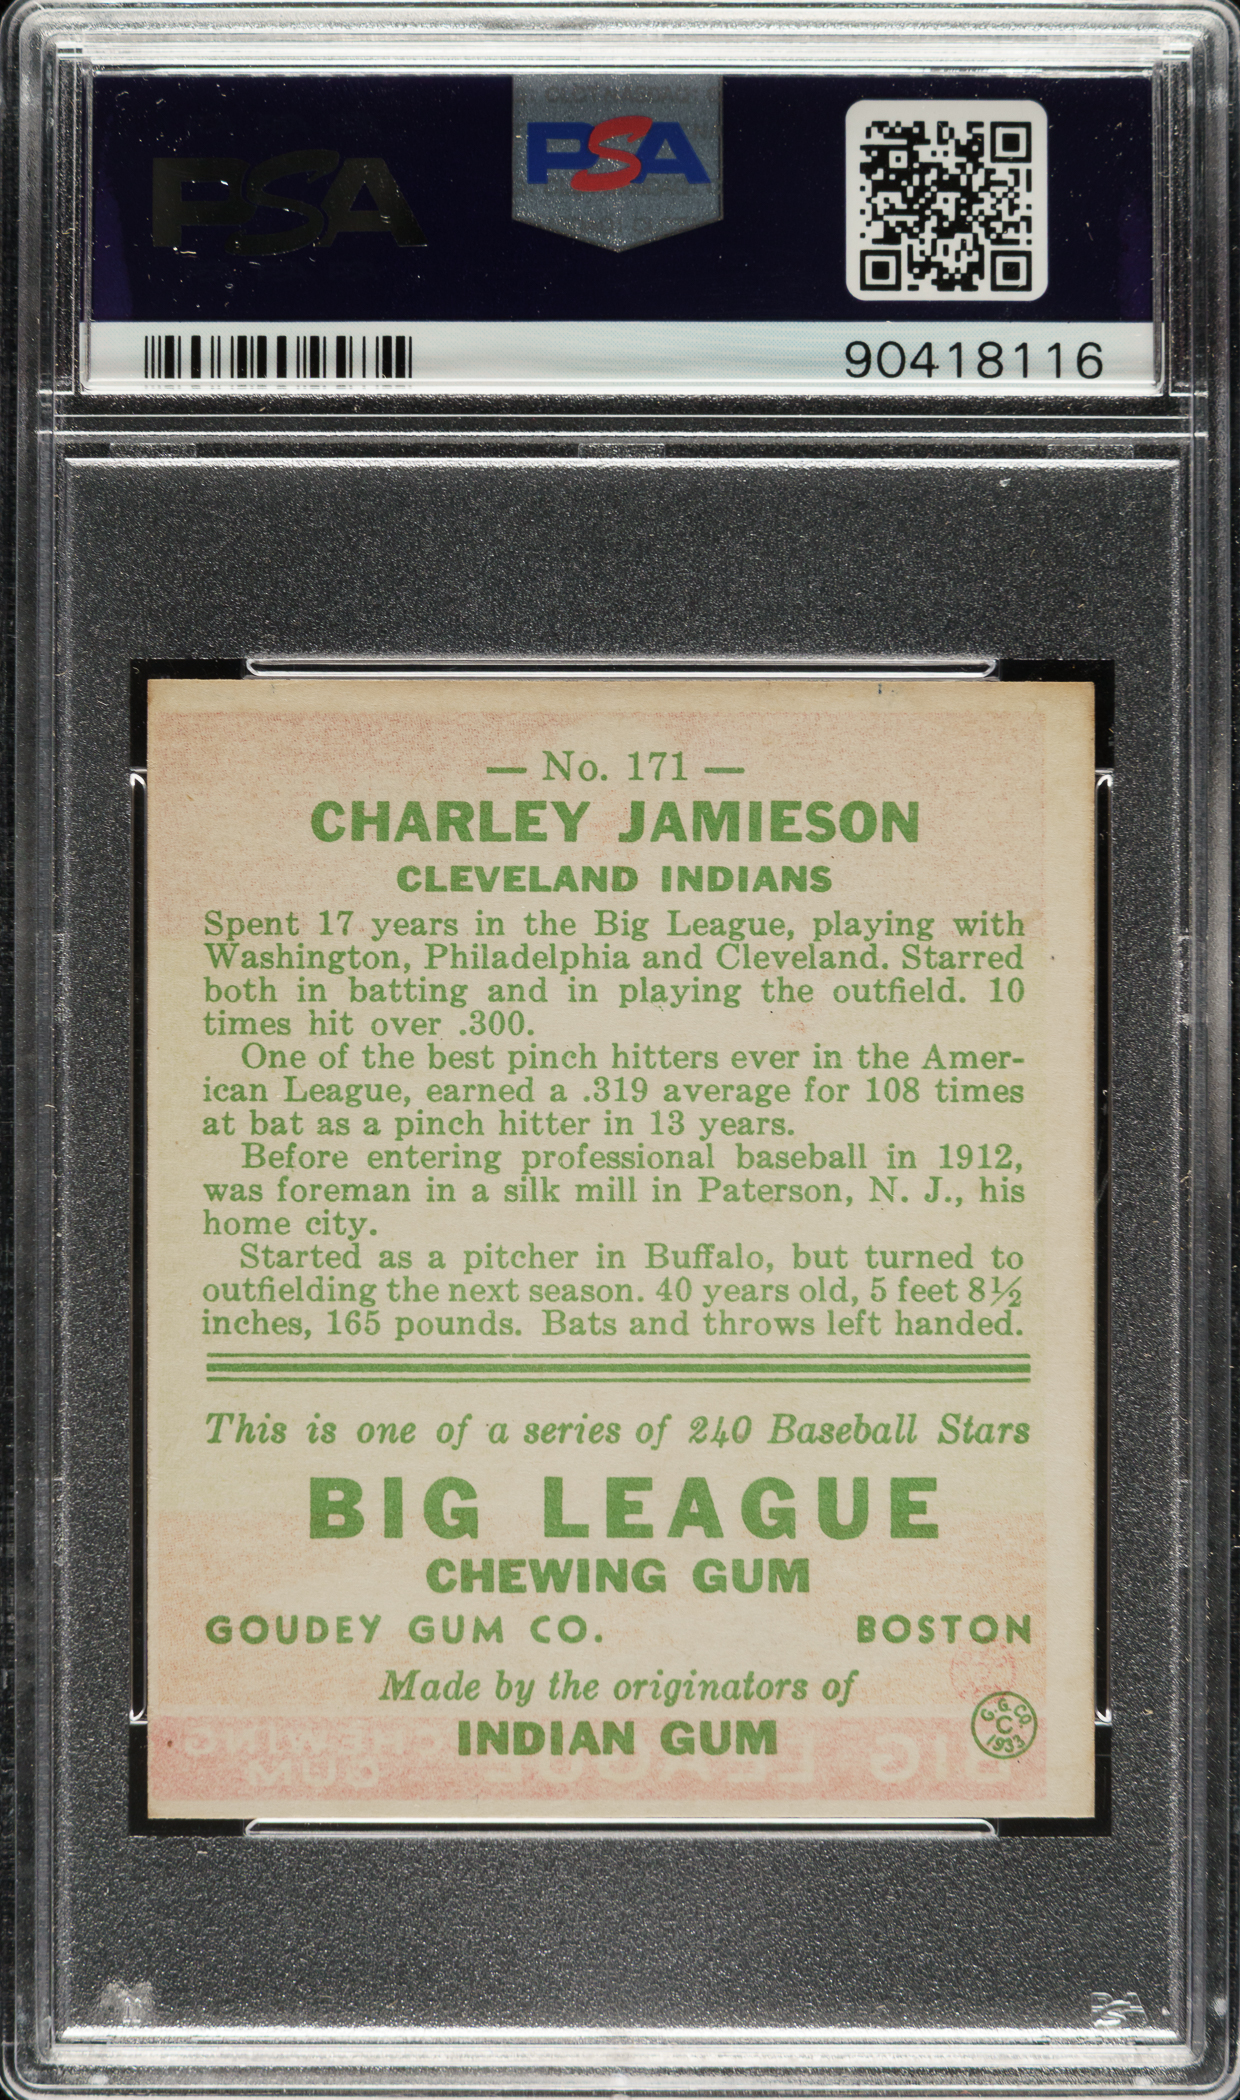 PSA
PSA
90418116
— No. 171 —
CHARLEY JAMIESON
CLEVELAND INDIANS
Spent 17 years in the Big League, playing with
Washington, Philadelphia and Cleveland. Starred
both in batting and in playing the outfield. 10
times hit over .300.
One of the best pinch hitters ever in the Amer-
ican League, earned a .319 average for 108 times
at bat as a pinch hitter in 13 years.
Before entering professional baseball in 1912,
was foreman in a silk mill in Paterson, N. J., his
home city.
Started as a pitcher in Buffalo, but turned to
outfielding the next season. 40 years old, 5 feet 8½
inches, 165 pounds. Bats and throws left handed.
This is one of a series of 240 Baseball Stars
BIG LEAGUE
CHEWING GUM
GOUDEY GUM CO. BOSTON
Made by the originators of
INDIAN GUM
G. G. CO.
C
1933
BIG LEAGUE CHEWING
GUM
PSA